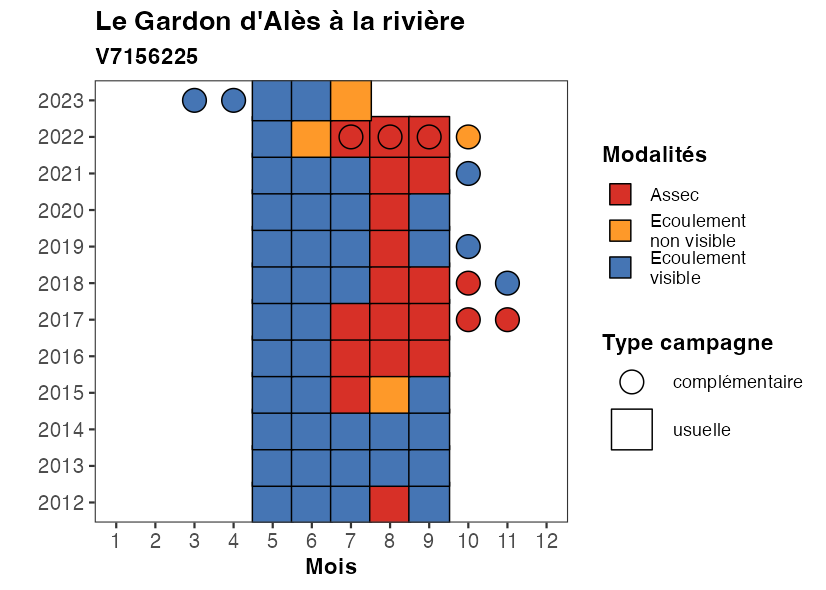 Le Gardon d'Alès à la rivière
V7156225
2023
2022
2021
2020
2019
2018
2017
2016
2015
2014
2013
2012
1 2 3 4 5 6 7 8 9 10 11 12
Mois
Modalités
Assec
Ecoulement
non visible
Ecoulement
visible
Type campagne
complémentaire
usuelle